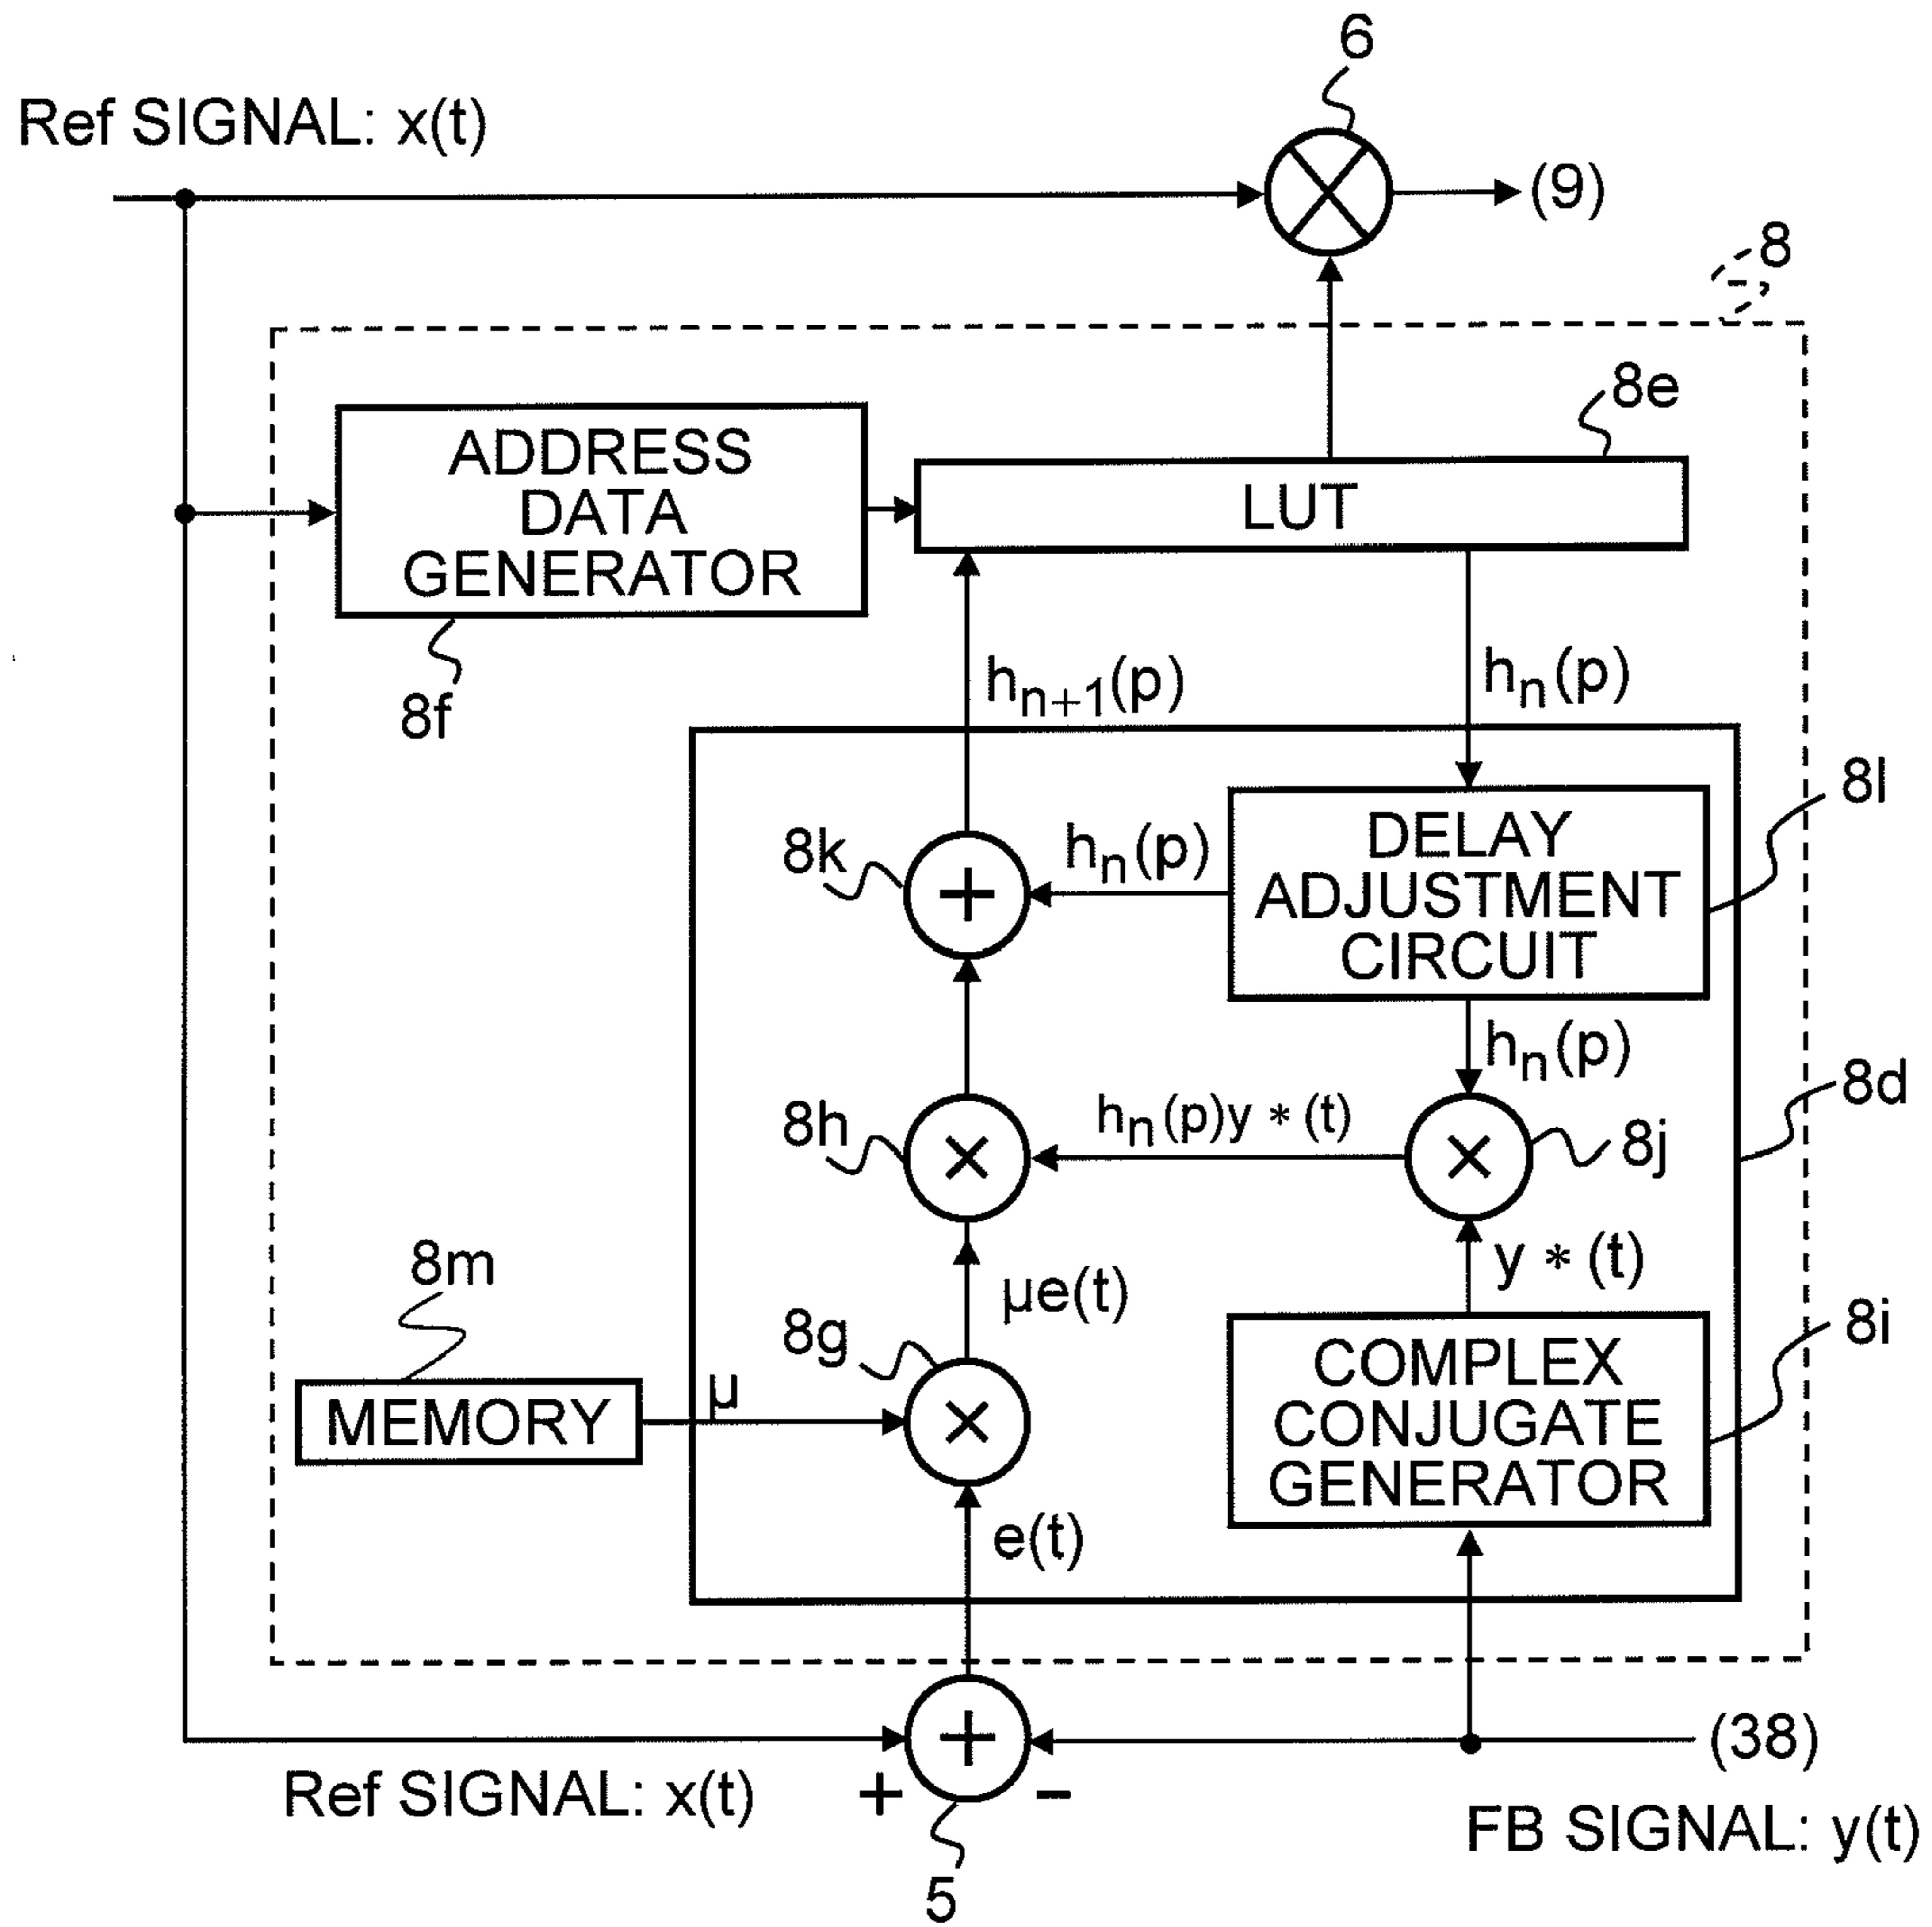 6
Ref SIGNAL: x(t)
(9)
8
8e
ADDRESS
DATA
GENERATOR
LUT
8f
hn+1(p)
hn(p)
8l
8k
hn(p)
DELAY
ADJUSTMENT
CIRCUIT
+
hn(p)
8d
8h
hn(p)y*(t)
8j
×
×
8m
y*(t)
μe(t)
8g
8i
MEMORY
μ
×
COMPLEX
CONJUGATE
GENERATOR
e(t)
+
(38)
Ref SIGNAL: x(t)
+
−
FB SIGNAL: y(t)
5